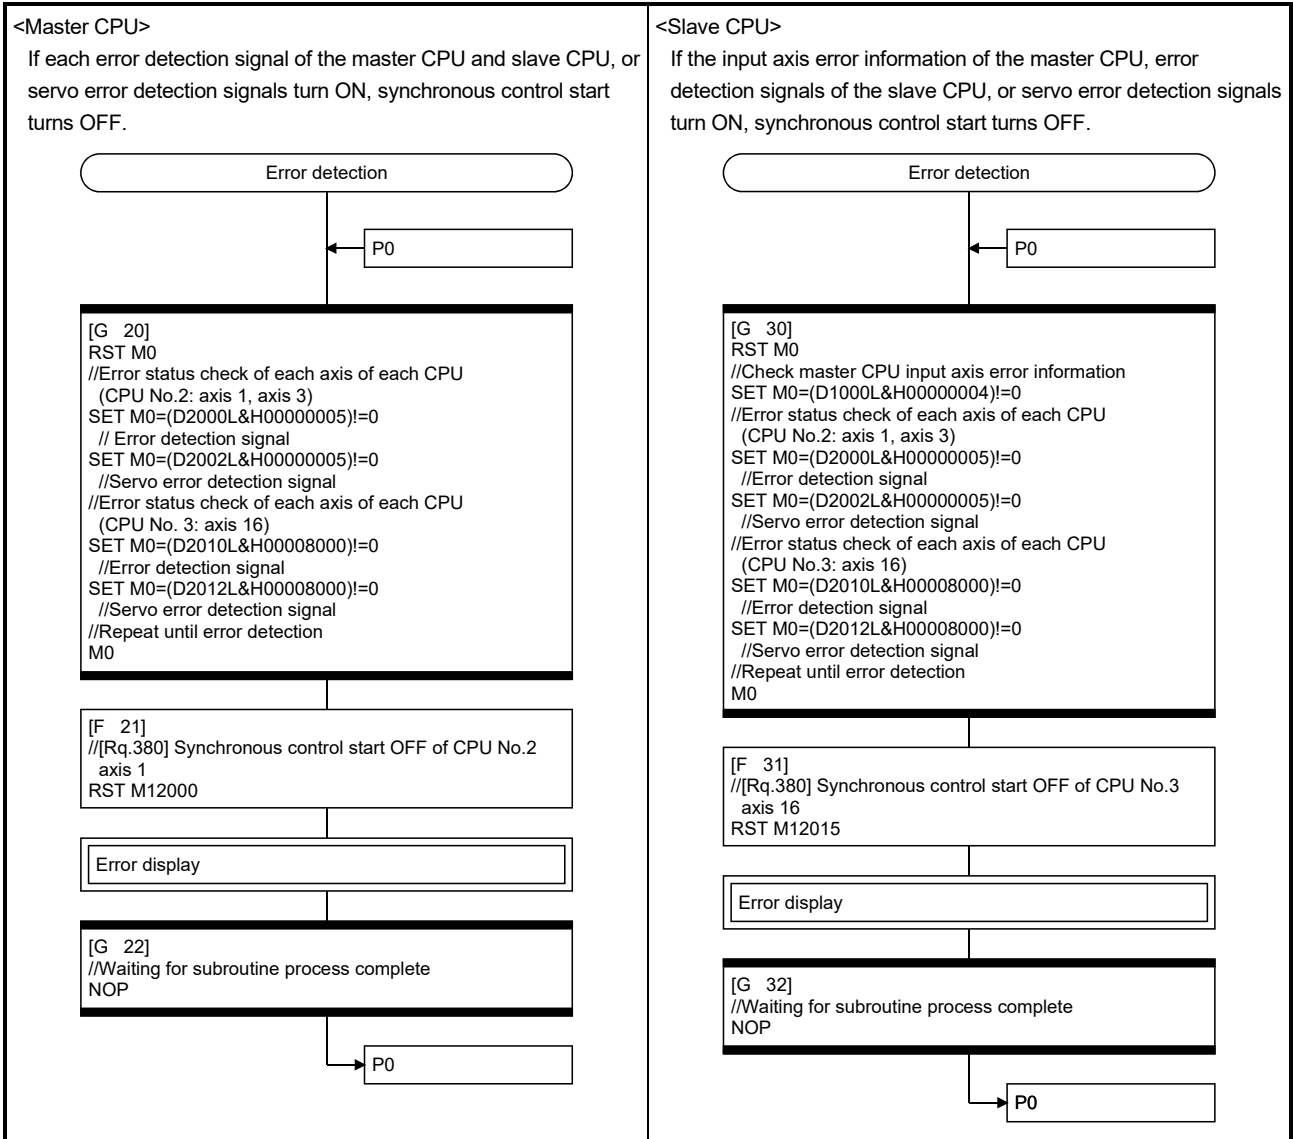 <Master CPU>
If each error detection signal of the master CPU and slave CPU, or
servo error detection signals turn ON, synchronous control start
turns OFF.
Error detection
P0
[G 20]
RST M0
//Error status check of each axis of each CPU
(CPU No.2: axis 1, axis 3)
SET M0=(D2000L&H00000005)!=0
// Error detection signal
SET M0=(D2002L&H00000005)!=0
//Servo error detection signal
//Error status check of each axis of each CPU
(CPU No. 3: axis 16)
SET M0=(D2010L&H00008000)!=0
//Error detection signal
SET M0=(D2012L&H00008000)!=0
//Servo error detection signal
//Repeat until error detection
M0
[F 21]
//[Rq.380] Synchronous control start OFF of CPU No.2
axis 1
RST M12000
Error display
[G 22]
//Waiting for subroutine process complete
NOP
P0
<Slave CPU>
If the input axis error information of the master CPU, error
detection signals of the slave CPU, or servo error detection signals
turn ON, synchronous control start turns OFF.
Error detection
P0
[G 30]
RST M0
//Check master CPU input axis error information
SET M0=(D1000L&H00000004)!=0
//Error status check of each axis of each CPU
(CPU No.2: axis 1, axis 3)
SET M0=(D2000L&H00000005)!=0
//Error detection signal
SET M0=(D2002L&H00000005)!=0
//Servo error detection signal
//Error status check of each axis of each CPU
(CPU No.3: axis 16)
SET M0=(D2010L&H00008000)!=0
//Error detection signal
SET M0=(D2012L&H00008000)!=0
//Servo error detection signal
//Repeat until error detection
M0
[F 31]
//[Rq.380] Synchronous control start OFF of CPU No.3
axis 16
RST M12015
Error display
[G 32]
//Waiting for subroutine process complete
NOP
P0